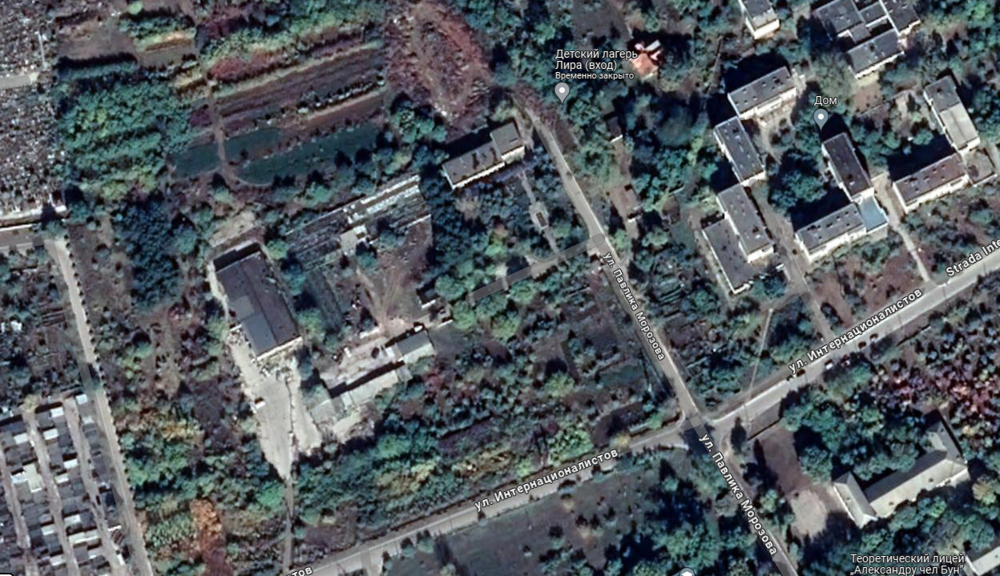 Детский лагерь
Лира (вход)
Временно закрыто
Дом
ул. Павлика Морозова
Strada Inte
ул. Интернационалистов
ул. Интернационалистов
ул. Павлика Морозова
стов
Теоретический лицей
„Александру чел Бун"